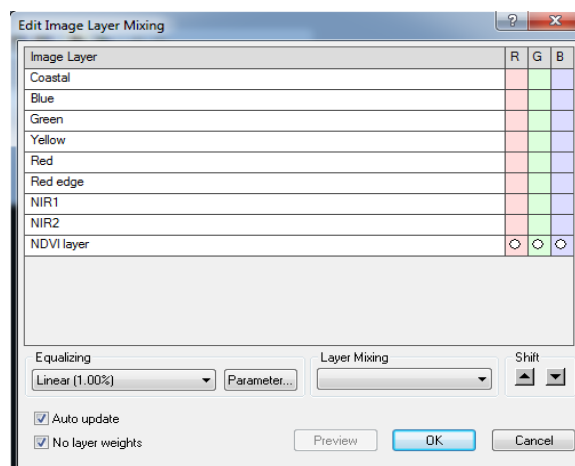 Edit Image Layer Mixing
Image Layer R G B
Coastal
Blue
Green
Yellow
Red
Red edge
NIR1
NIR2
NDVI layer
Equalizing Layer Mixing Shift
Linear (1.00%) Parameter...
Auto update
No layer weights Preview OK Cancel